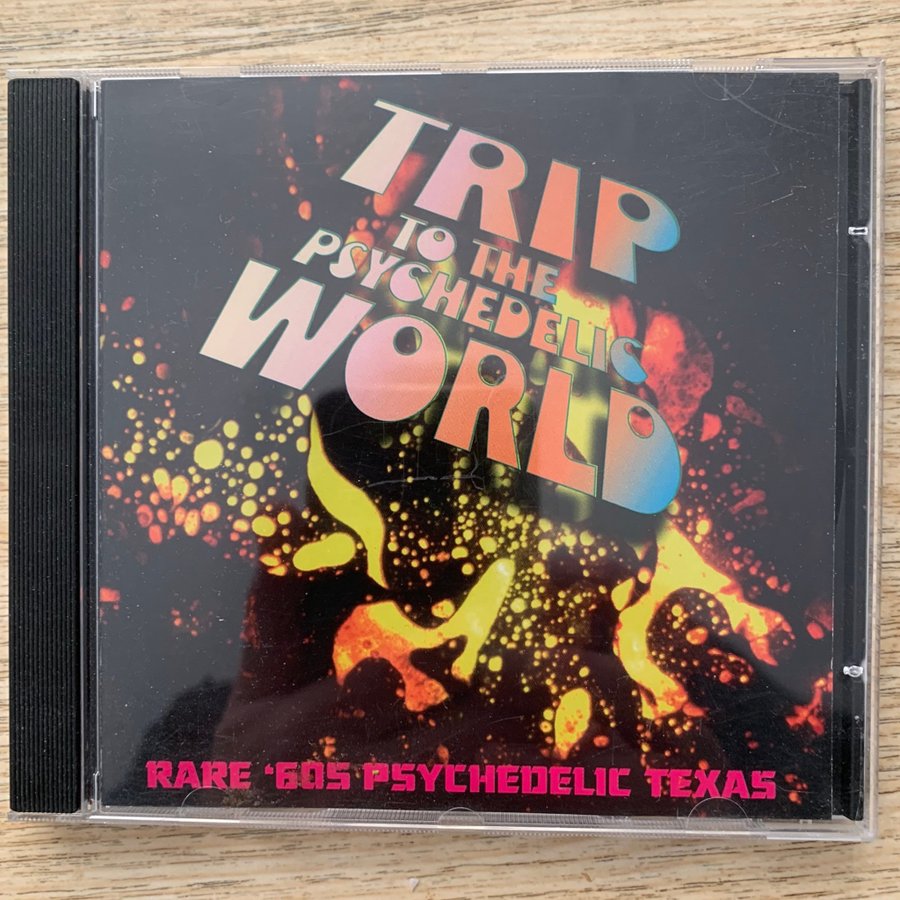 TRIP
TO THE
PSYCHEDELIC
WORLD
RARE '60S PSYCHEDELIC TEXAS